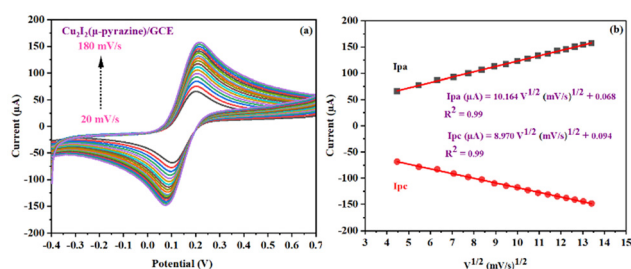 Cu₂I₂(μ-pyrazine)/GCE
(a)
180 mV/s
20 mV/s
200
150
100
50
0
-50
-100
-150
-200
Current (μA)
-0.4 -0.3 -0.2 -0.1 0.0 0.1 0.2 0.3 0.4 0.5 0.6 0.7
Potential (V)
(b)
Ipa
Ipa (μA) = 10.164 V^1/2 (mV/s)^1/2 + 0.068
R² = 0.99
Ipc (μA) = 8.970 V^1/2 (mV/s)^1/2 + 0.094
R² = 0.99
Ipc
200
150
100
50
0
-50
-100
-150
-200
Current (μA)
3 4 5 6 7 8 9 10 11 12 13 14
V^1/2 (mV/s)^1/2